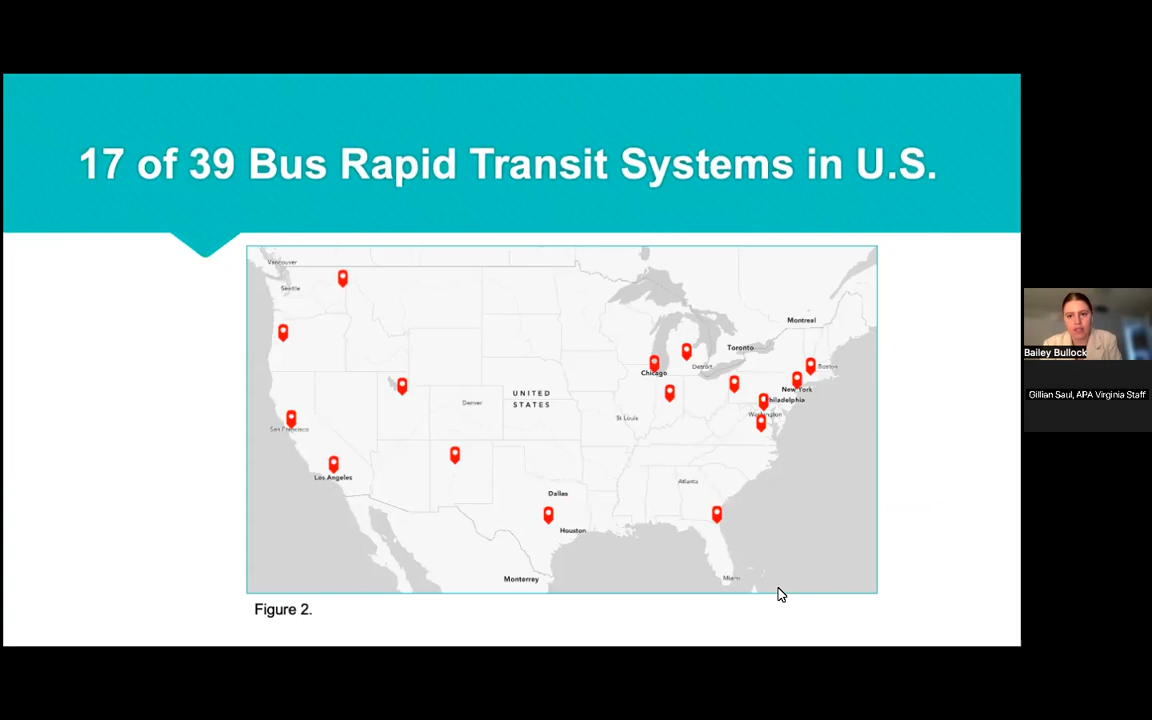 17 of 39 Bus Rapid Transit Systems in U.S.
Vancouver
Seattle
Montreal
Toronto
Detroit
Boston
Chicago
New York
UNITED
STATES
Denver
Philadelphia
Washington
St Louis
San Francisco
Los Angeles
Atlanta
Dallas
Houston
Monterrey
Miami
Figure 2.
Bailey Bullock
Gillian Saul, APA Virginia Staff